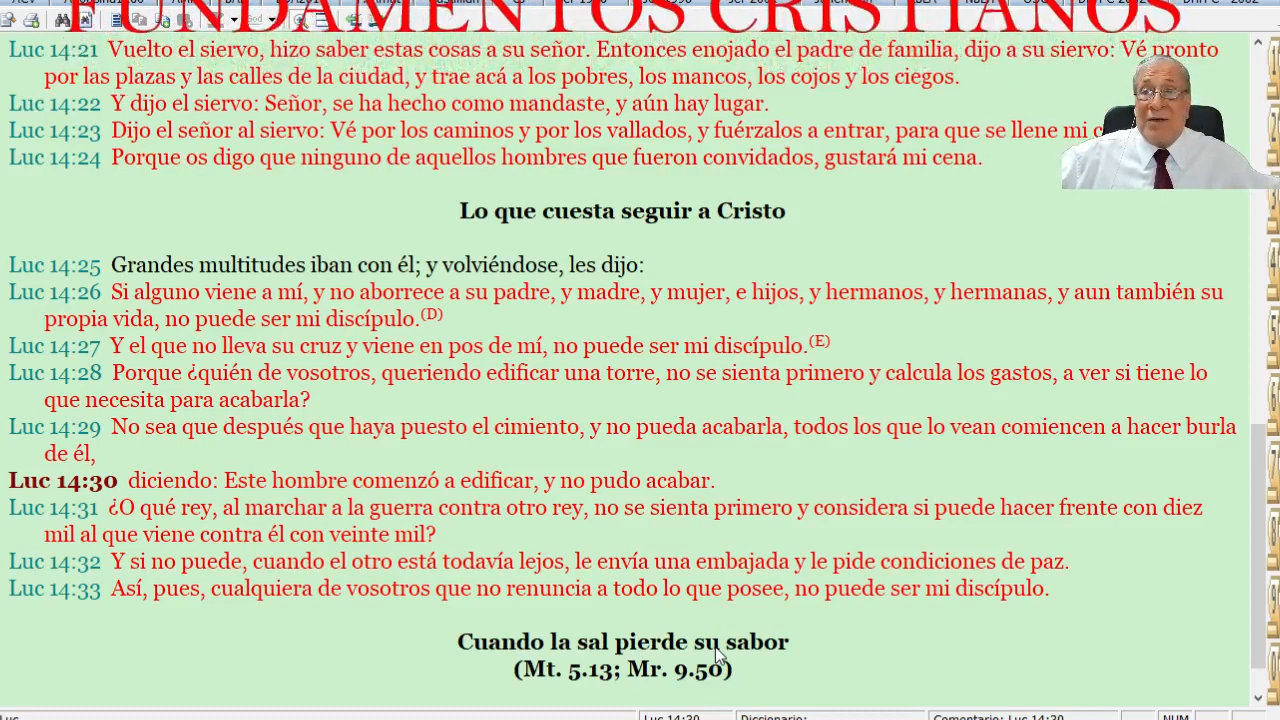 FUNDAMENTOS CRISTIANOS
Luc 14:21 Vuelto el siervo, hizo saber estas cosas a su señor. Entonces enojado el padre de familia, dijo a su siervo: Vé pronto
por las plazas y las calles de la ciudad, y trae acá a los pobres, los mancos, los cojos y los ciegos.
Luc 14:22 Y dijo el siervo: Señor, se ha hecho como mandaste, y aún hay lugar.
Luc 14:23 Dijo el señor al siervo: Vé por los caminos y por los vallados, y fuérzalos a entrar, para que se llene mi
Luc 14:24 Porque os digo que ninguno de aquellos hombres que fueron convidados, gustará mi cena.
Lo que cuesta seguir a Cristo
Luc 14:25 Grandes multitudes iban con él; y volviéndose, les dijo:
Luc 14:26 Si alguno viene a mí, y no aborrece a su padre, y madre, y mujer, e hijos, y hermanos, y hermanas, y aun también su
propia vida, no puede ser mi discípulo.(D)
Luc 14:27 Y el que no lleva su cruz y viene en pos de mí, no puede ser mi discípulo.(E)
Luc 14:28 Porque ¿quién de vosotros, queriendo edificar una torre, no se sienta primero y calcula los gastos, a ver si tiene lo
que necesita para acabarla?
Luc 14:29 No sea que después que haya puesto el cimiento, y no pueda acabarla, todos los que lo vean comiencen a hacer burla
de él,
Luc 14:30 diciendo: Este hombre comenzó a edificar, y no pudo acabar.
Luc 14:31 ¿O qué rey, al marchar a la guerra contra otro rey, no se sienta primero y considera si puede hacer frente con diez
mil al que viene contra él con veinte mil?
Luc 14:32 Y si no puede, cuando el otro está todavía lejos, le envía una embajada y le pide condiciones de paz.
Luc 14:33 Así, pues, cualquiera de vosotros que no renuncia a todo lo que posee, no puede ser mi discípulo.
Cuando la sal pierde su sabor
(Mt. 5.13; Mr. 9.50)
Luc 14:30 Diccionario: Comentario: Luc 14:30 NUM